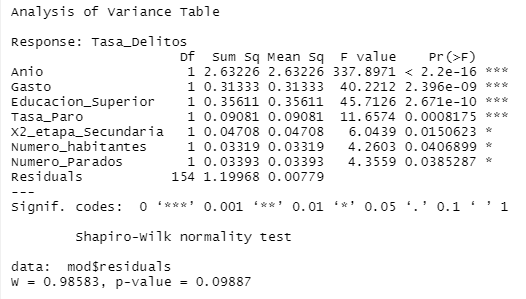 Analysis of Variance Table
Response: Tasa_Delitos
Df Sum Sq Mean Sq F value Pr(>F)
Anio 1 2.63226 2.63226 337.8971 < 2.2e-16 ***
Gasto 1 0.31333 0.31333 40.2212 2.396e-09 ***
Educacion_Superior 1 0.35611 0.35611 45.7126 2.671e-10 ***
Tasa_Paro 1 0.09081 0.09081 11.6574 0.0008175 ***
X2_etapa_Secundaria 1 0.04708 0.04708 6.0439 0.0150623 *
Numero_habitantes 1 0.03319 0.03319 4.2603 0.0406899 *
Numero_Parados 1 0.03393 0.03393 4.3559 0.0385287 *
Residuals 154 1.19968 0.00779
---
Signif. codes: 0 ‘***’ 0.001 ‘**’ 0.01 ‘*’ 0.05 ‘.’ 0.1 ‘ ’ 1
Shapiro-Wilk normality test
data: mod$residuals
W = 0.98583, p-value = 0.09887